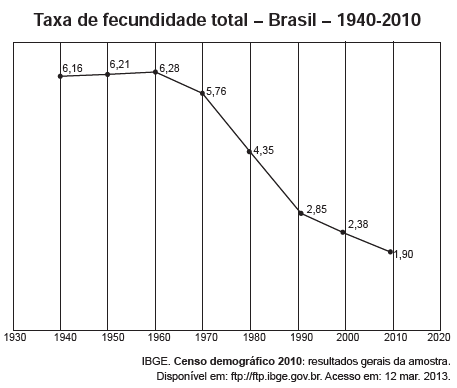 Taxa de fecundidade total – Brasil – 1940-2010
6,16
6,21
6,28
5,76
4,35
2,85
2,38
1,90
1930 1940 1950 1960 1970 1980 1990 2000 2010 2020
IBGE. Censo demográfico 2010: resultados gerais da amostra.
Disponível em: ftp://ftp.ibge.gov.br. Acesso em: 12 mar. 2013.